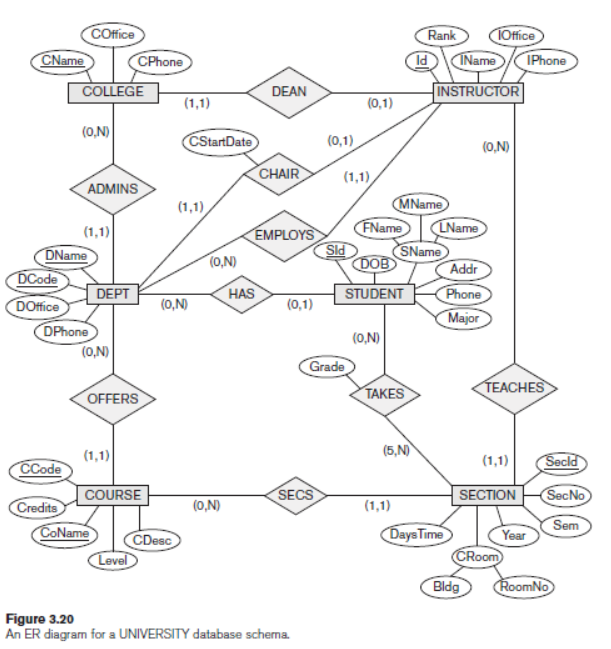 COffice
CName
CPhone
COLLEGE
(1,1)
DEAN
(0,1)
Rank
IOffice
Id
IName
IPhone
INSTRUCTOR
(0,N)
CStartDate
(0,1)
(0,N)
ADMINS
CHAIR
(1,1)
(1,1)
(1,1)
EMPLOYS
(0,N)
MName
FName
LName
SName
SId
DOB
Addr
Phone
Major
STUDENT
DName
DCode
DOffice
DPhone
DEPT
(0,N)
HAS
(0,1)
(0,N)
(0,N)
Grade
OFFERS
TAKES
TEACHES
(1,1)
(5,N)
(1,1)
CCode
Credits
CoName
Level
CDesc
COURSE
(0,N)
SECS
(1,1)
SECTION
SecId
SecNo
Sem
Year
DaysTime
CRoom
Bldg
RoomNo
Figure 3.20
An ER diagram for a UNIVERSITY database schema.